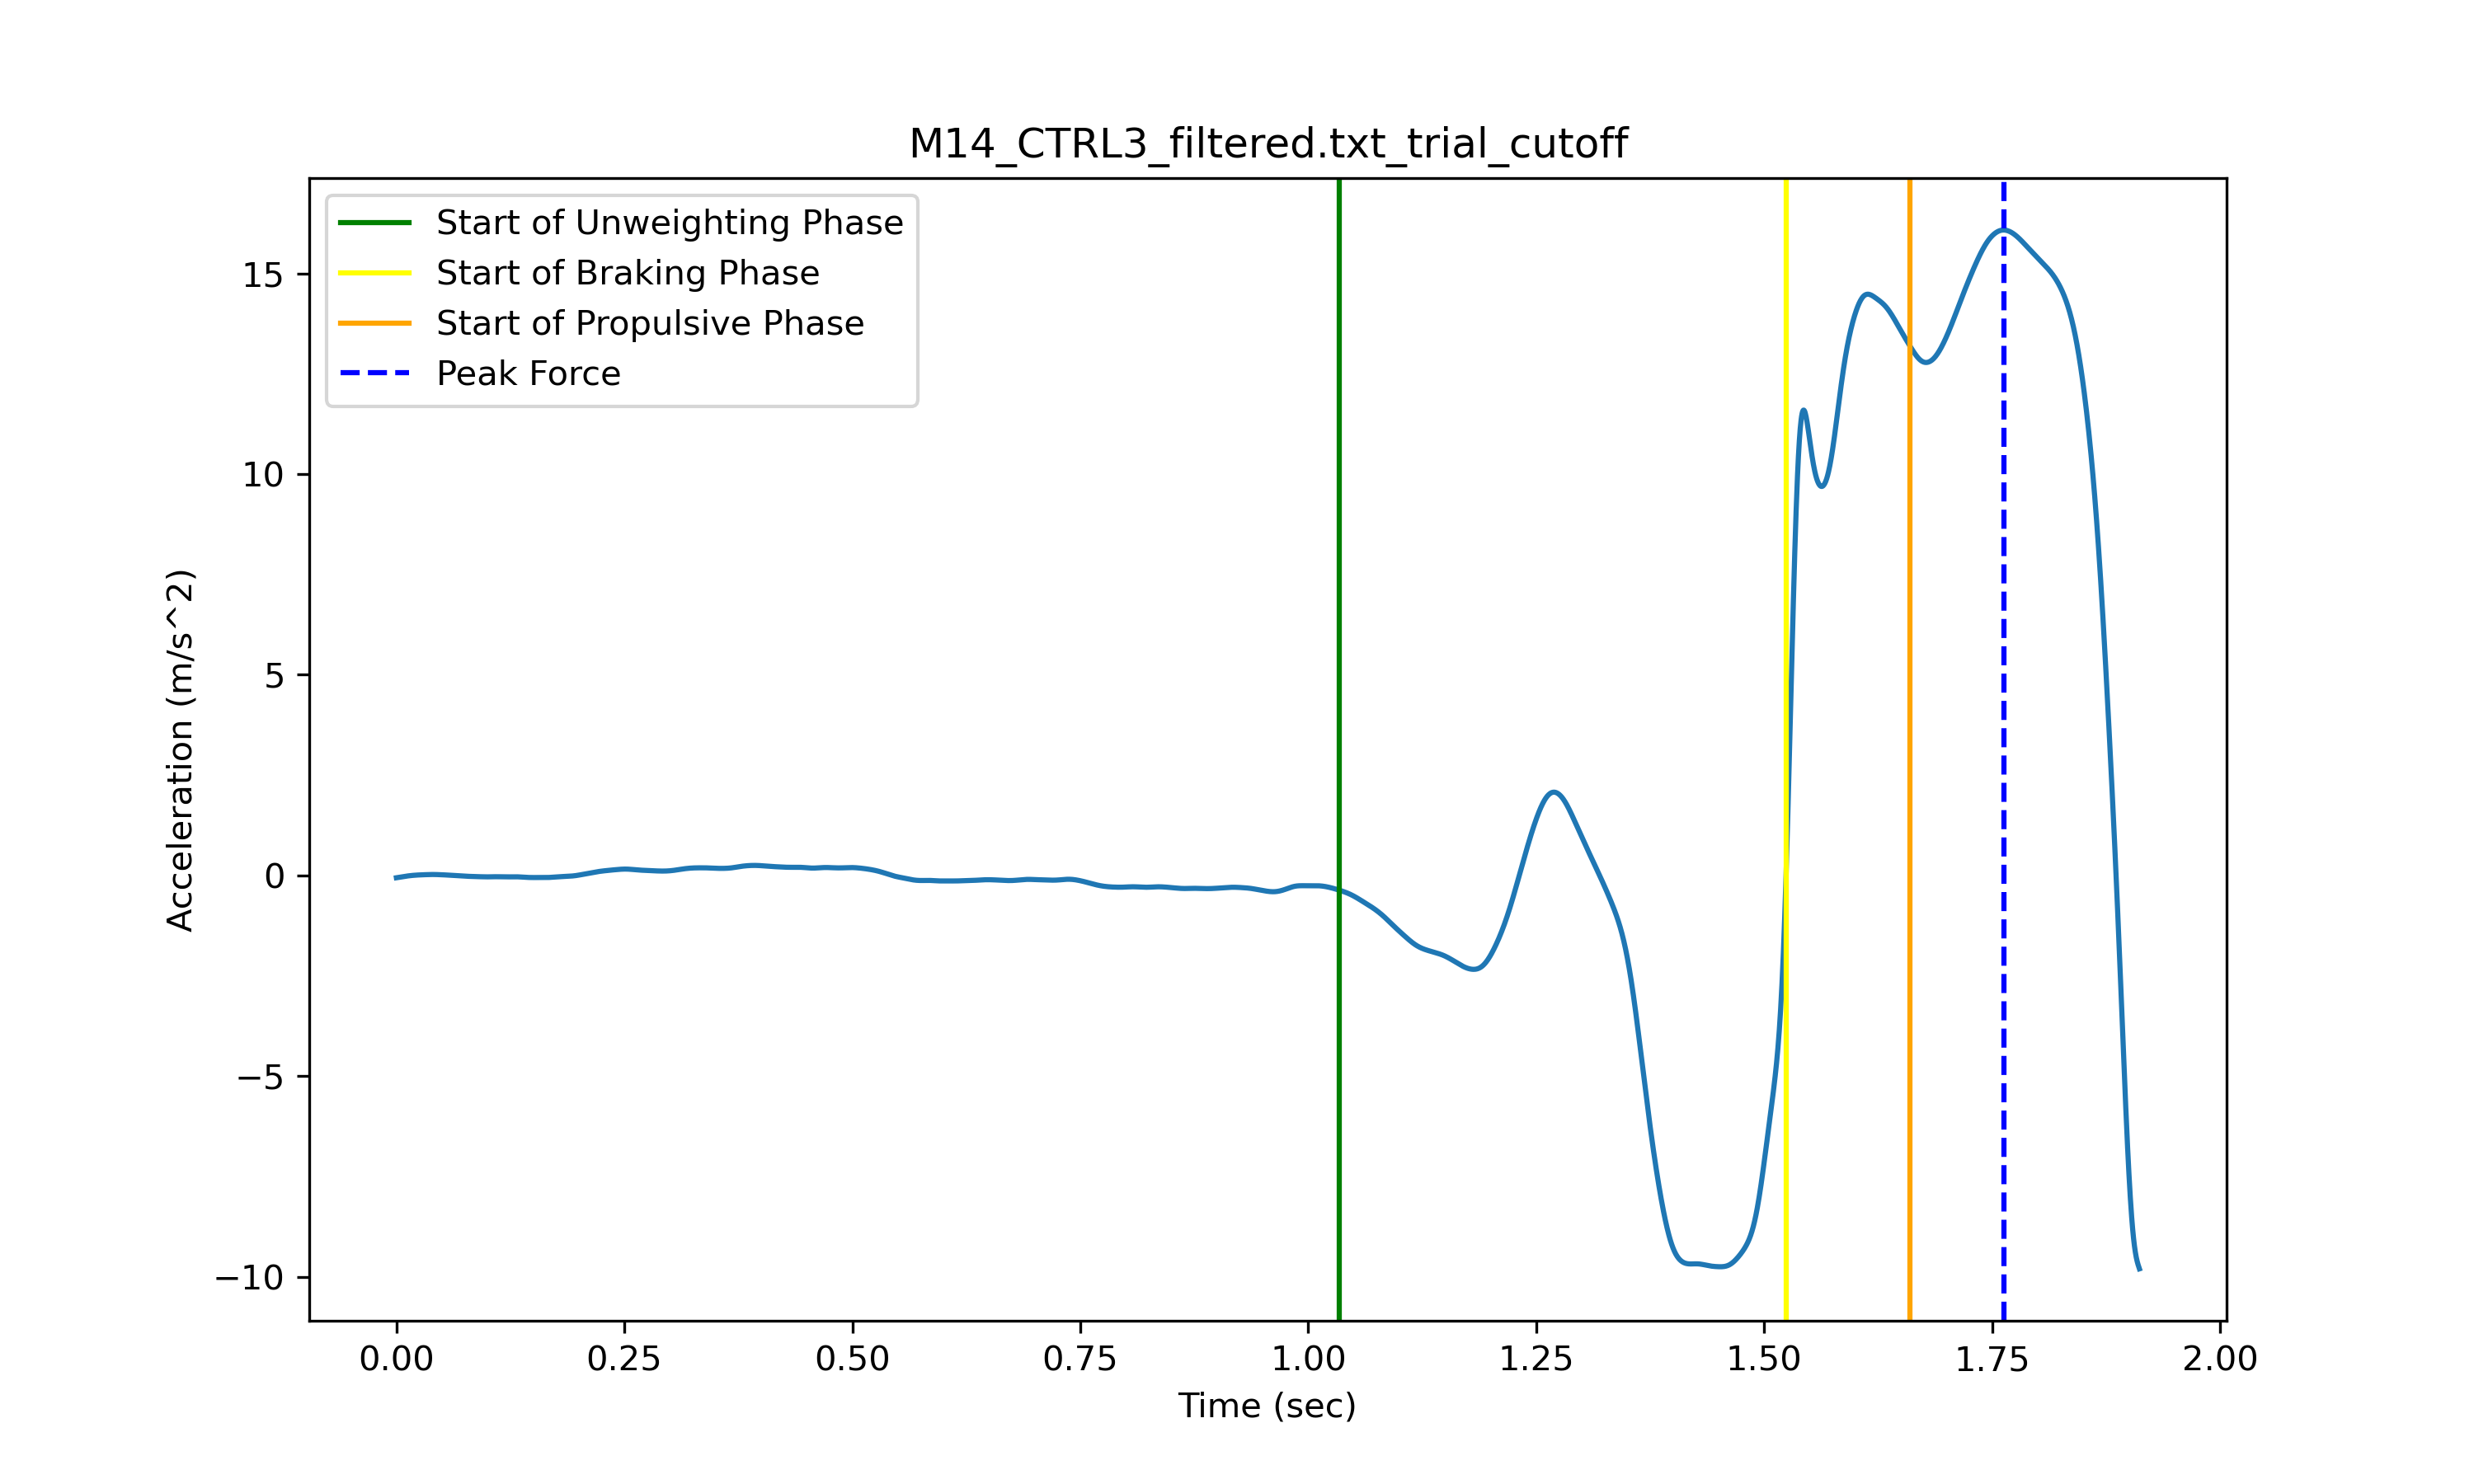 M14_CTRL3_filtered.txt_trial_cutoff
Start of Unweighting Phase
Start of Braking Phase
Start of Propulsive Phase
Peak Force
Acceleration (m/s^2)
15
10
5
0
−5
−10
0.00 0.25 0.50 0.75 1.00 1.25 1.50 1.75 2.00
Time (sec)